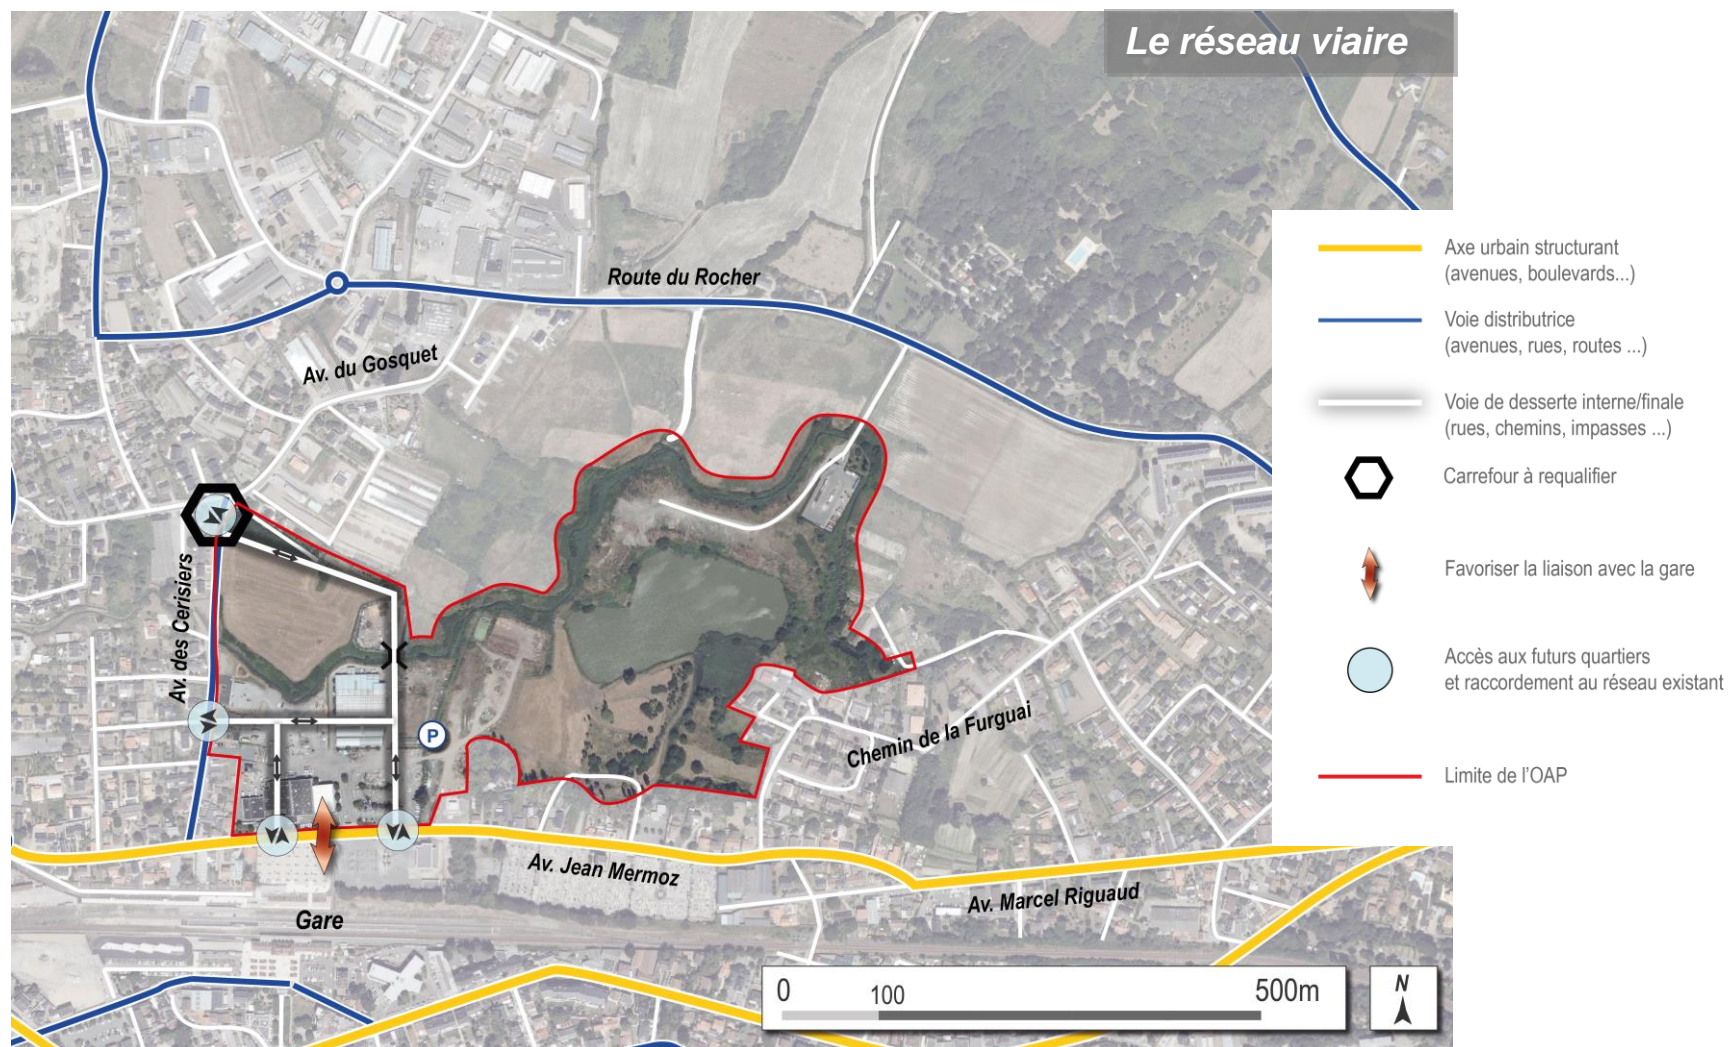 Le réseau viaire
Route du Rocher
Av. du Gosquet
Av. des Cerisiers
P
Chemin de la Furguai
Av. Jean Mermoz
Av. Marcel Riguaud
Gare
Axe urbain structurant
(avenues, boulevards...)
Voie distributrice
(avenues, rues, routes ...)
Voie de desserte interne/finale
(rues, chemins, impasses ...)
Carrefour à requalifier
Favoriser la liaison avec la gare
Accès aux futurs quartiers
et raccordement au réseau existant
Limite de l'OAP
0 100 500m
N